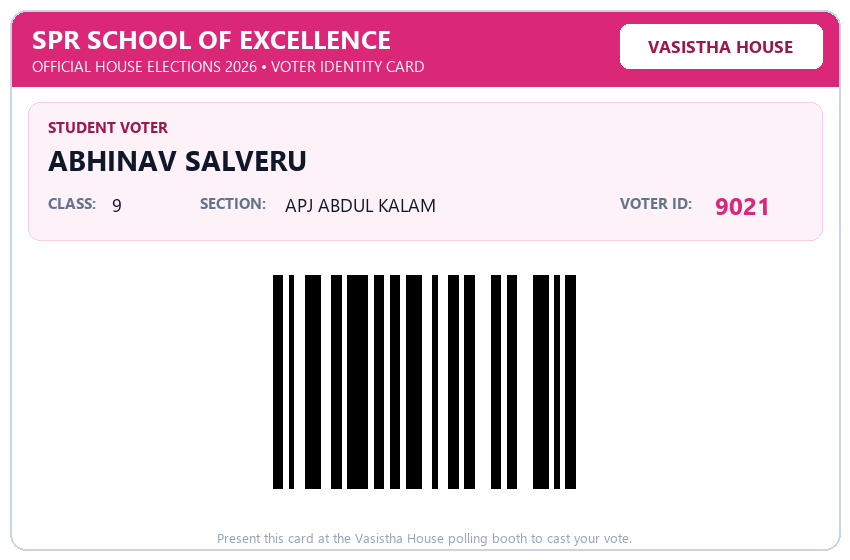 SPR SCHOOL OF EXCELLENCE
OFFICIAL HOUSE ELECTIONS 2026 • VOTER IDENTITY CARD
VASISTHA HOUSE
STUDENT VOTER
ABHINAV SALVERU
CLASS: 9 SECTION: APJ ABDUL KALAM VOTER ID: 9021
Present this card at the Vasistha House polling booth to cast your vote.